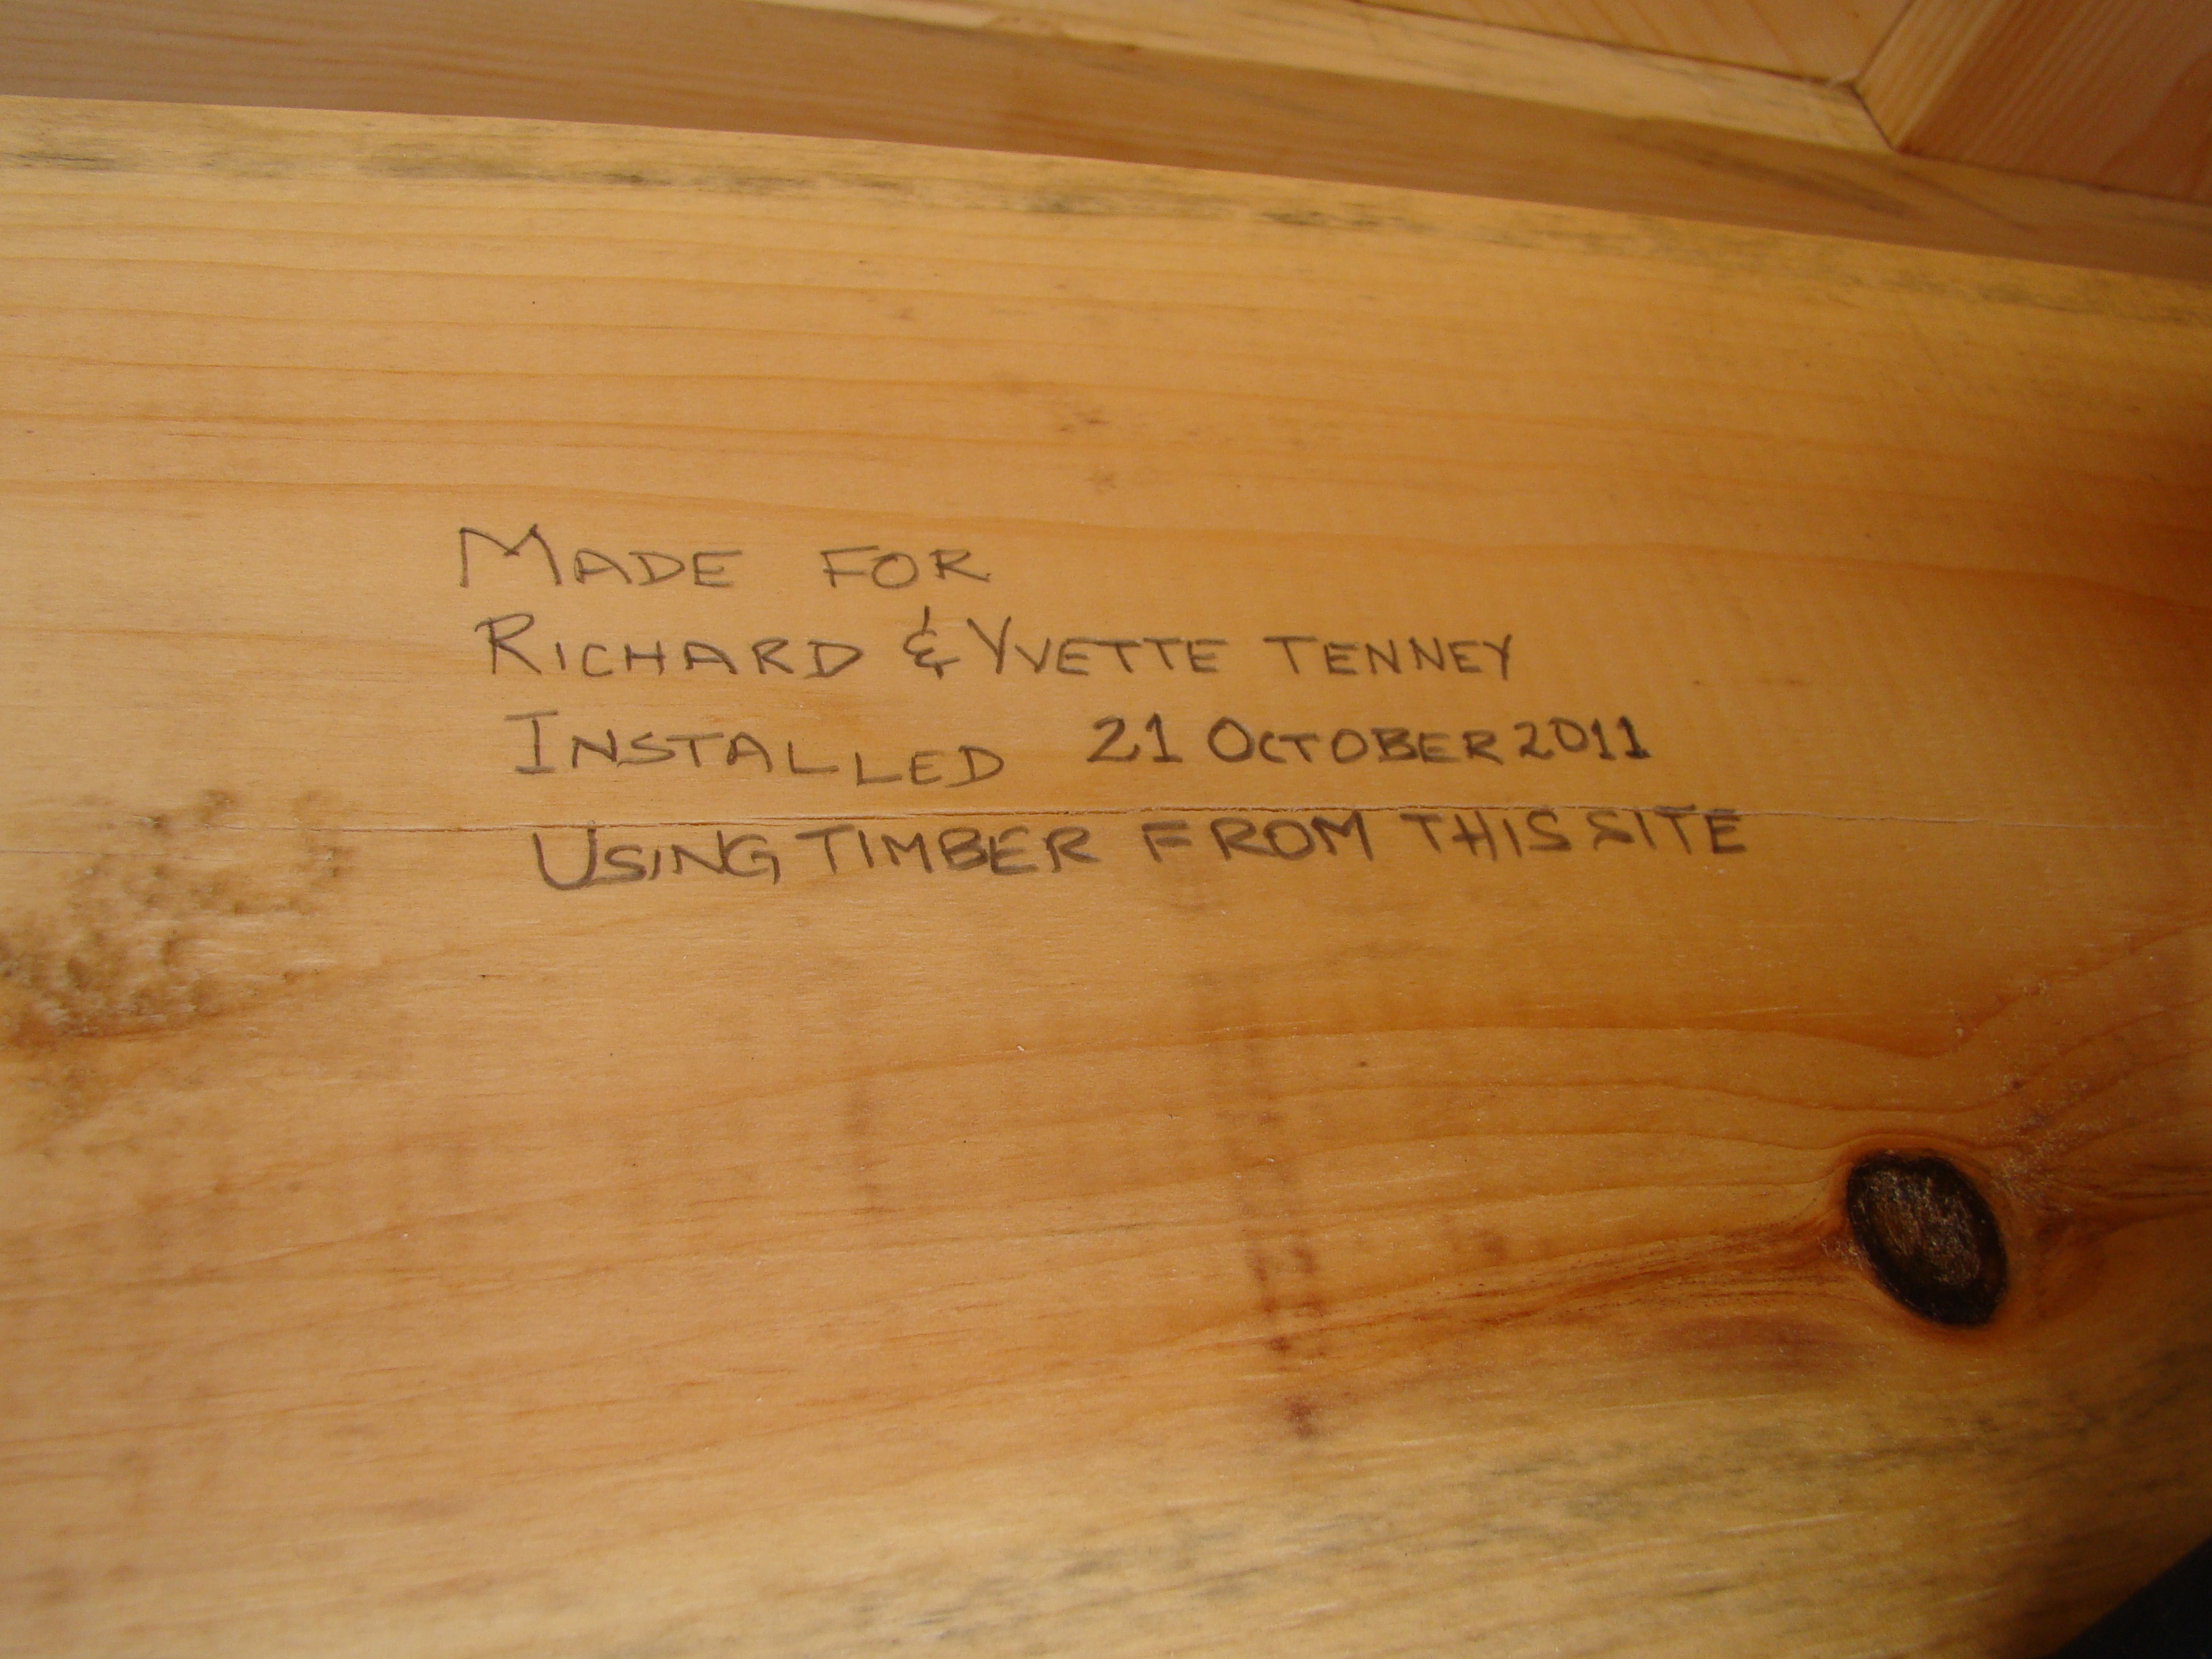 MADE FOR
RICHARD & YVETTE TENNEY
INSTALLED 21 OCTOBER 2011
USING TIMBER FROM THIS SITE